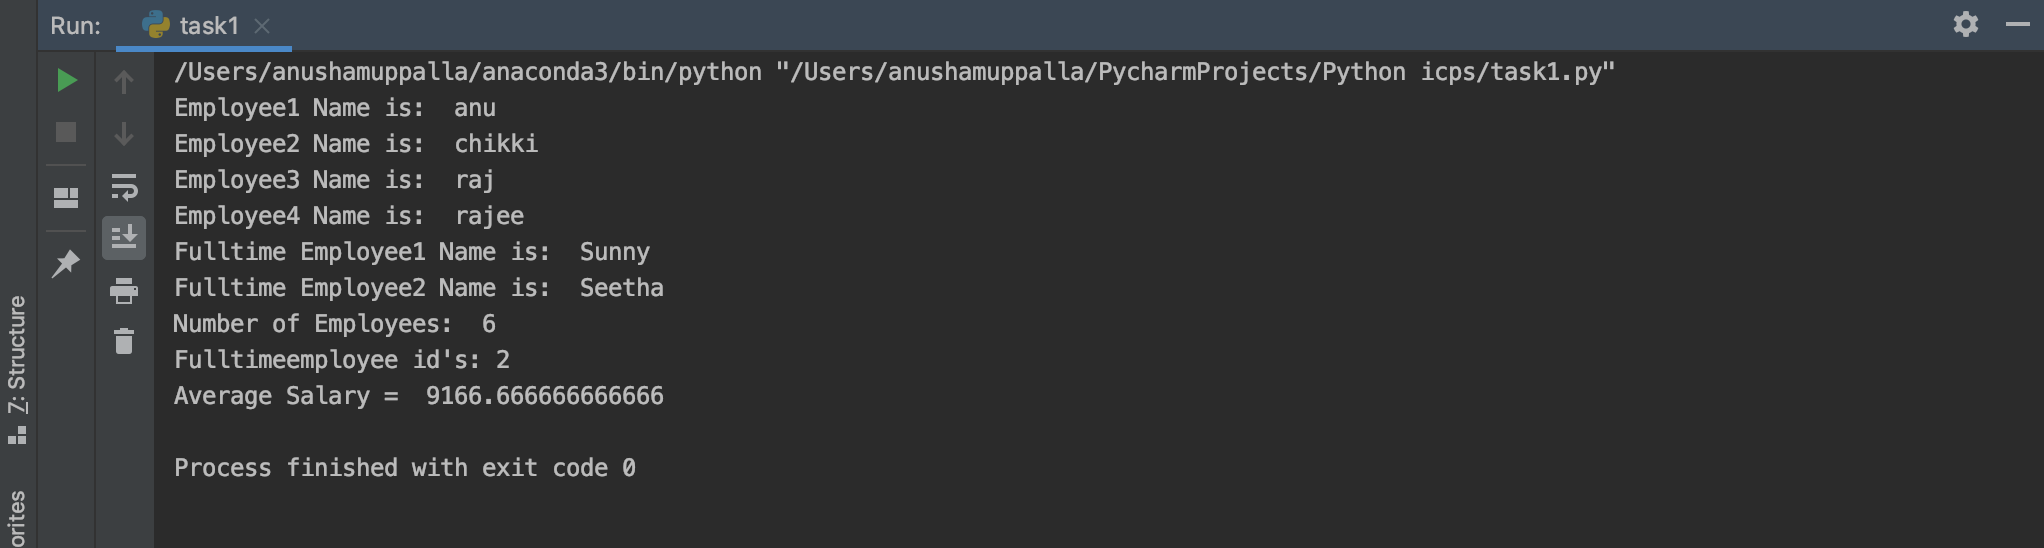 Run: task1
/Users/anushamuppalla/anaconda3/bin/python "/Users/anushamuppalla/PycharmProjects/Python icps/task1.py"
Employee1 Name is:  anu
Employee2 Name is:  chikki
Employee3 Name is:  raj
Employee4 Name is:  rajee
Fulltime Employee1 Name is:  Sunny
Fulltime Employee2 Name is:  Seetha
Number of Employees:  6
Fulltimeemployee id's: 2
Average Salary =  9166.666666666666
Process finished with exit code 0
Z: Structure
orites